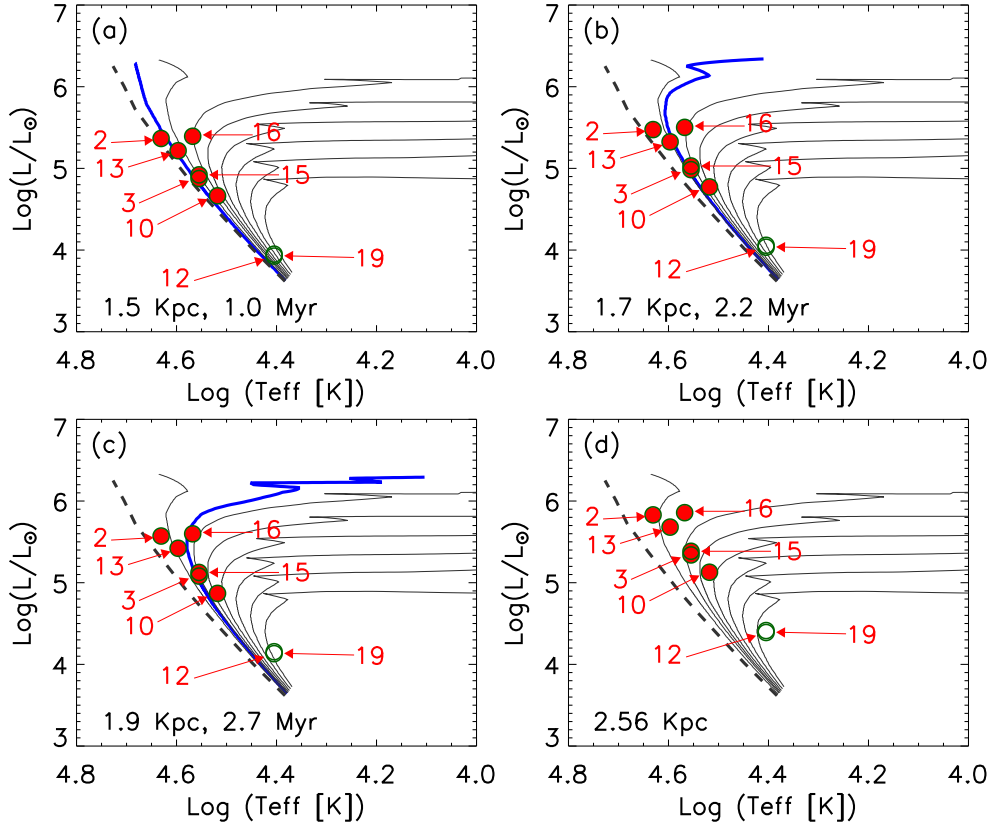 (a)
7
6
5
4
3
Log(L/L⊙)
2
13
3
10
12
16
15
19
1.5 Kpc, 1.0 Myr
4.8 4.6 4.4 4.2 4.0
Log (Teff [K])
(b)
7
6
5
4
3
Log(L/L⊙)
2
13
3
10
12
16
15
19
1.7 Kpc, 2.2 Myr
4.8 4.6 4.4 4.2 4.0
Log (Teff [K])
(c)
7
6
5
4
3
Log(L/L⊙)
2
13
3
10
12
16
15
19
1.9 Kpc, 2.7 Myr
4.8 4.6 4.4 4.2 4.0
Log (Teff [K])
(d)
7
6
5
4
3
Log(L/L⊙)
2
13
3
10
12
16
15
19
2.56 Kpc
4.8 4.6 4.4 4.2 4.0
Log (Teff [K])